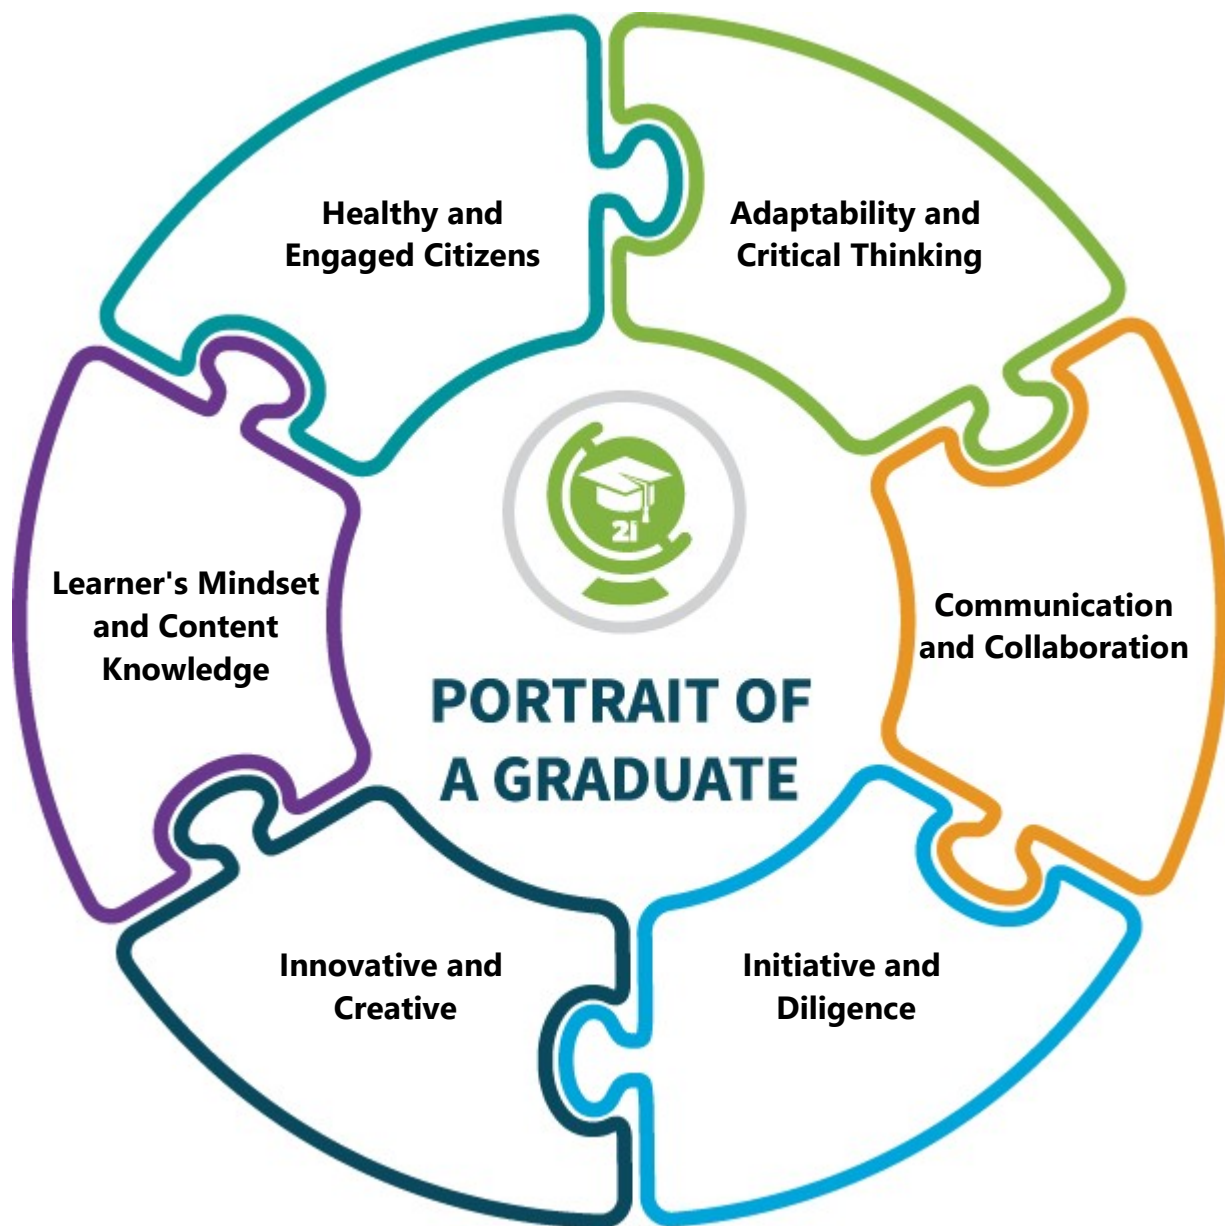 Healthy and
Engaged Citizens
Adaptability and
Critical Thinking
Learner's Mindset
and Content
Knowledge
Communication
and Collaboration
2i
PORTRAIT OF
A GRADUATE
Innovative and
Creative
Initiative and
Diligence